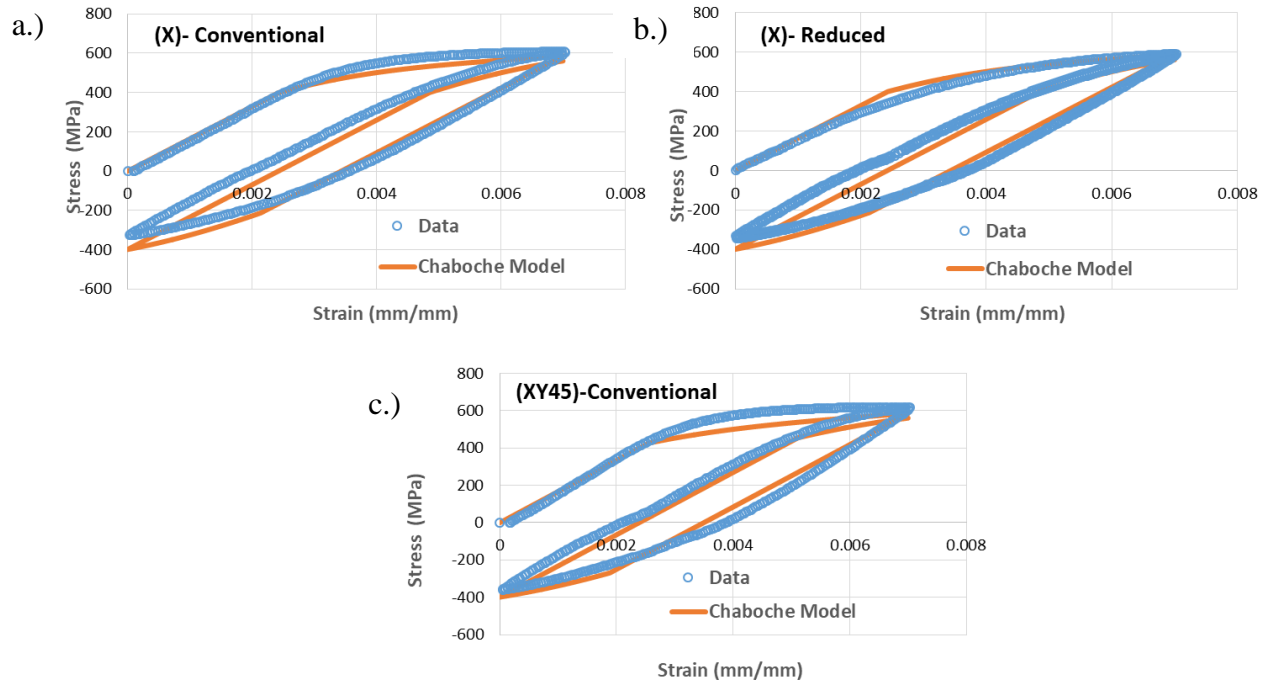 a.)
(X)- Conventional
800
600
400
200
0
-200
-400
-600
0
0.002
0.004
0.006
0.008
Stress (MPa)
Strain (mm/mm)
Data
Chaboche Model
b.)
(X)- Reduced
800
600
400
200
0
-200
-400
-600
0
0.002
0.004
0.006
0.008
Stress (MPa)
Strain (mm/mm)
Data
Chaboche Model
c.)
(XY45)-Conventional
800
600
400
200
0
-200
-400
-600
0
0.002
0.004
0.006
0.008
Stress (MPa)
Strain (mm/mm)
Data
Chaboche Model